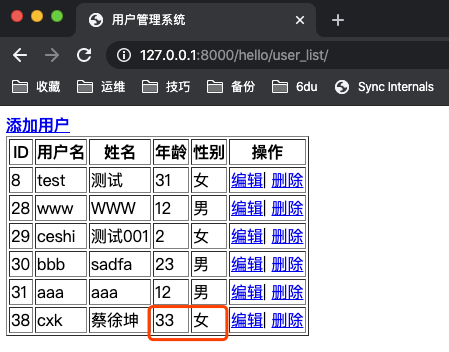 用户管理系统
127.0.0.1:8000/hello/user_list/
收藏 运维 技巧 备份 6du Sync Internals
添加用户
ID 用户名 姓名 年龄 性别 操作
8 test 测试 31 女 编辑| 删除
28 www WWW 12 男 编辑| 删除
29 ceshi 测试001 2 女 编辑| 删除
30 bbb sadfa 23 男 编辑| 删除
31 aaa aaa 12 男 编辑| 删除
38 cxk 蔡徐坤 33 女 编辑| 删除